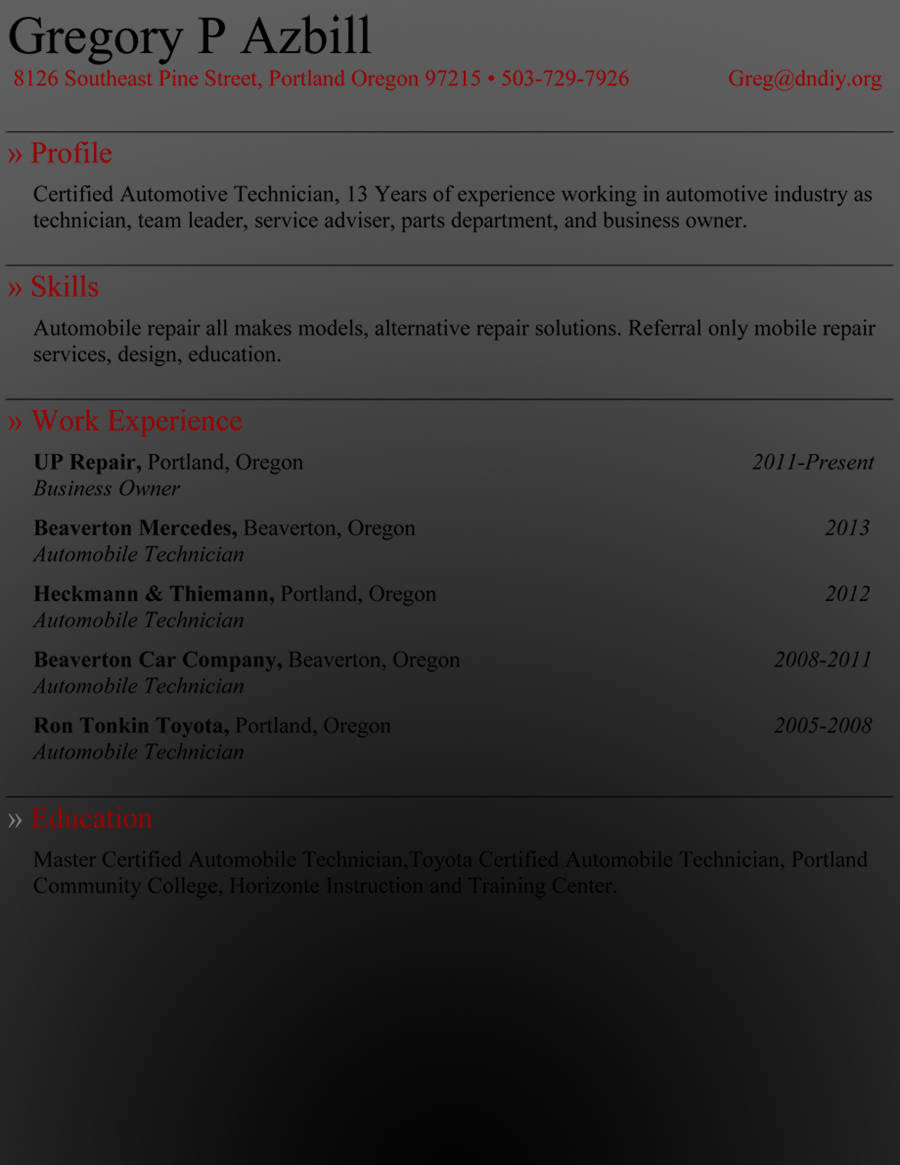 Gregory P Azbill
8126 Southeast Pine Street, Portland Oregon 97215 • 503-729-7926 Greg@dndiy.org
» Profile
Certified Automotive Technician, 13 Years of experience working in automotive industry as
technician, team leader, service adviser, parts department, and business owner.
» Skills
Automobile repair all makes models, alternative repair solutions. Referral only mobile repair
services, design, education.
» Work Experience
UP Repair, Portland, Oregon 2011-Present
Business Owner
Beaverton Mercedes, Beaverton, Oregon 2013
Automobile Technician
Heckmann & Thiemann, Portland, Oregon 2012
Automobile Technician
Beaverton Car Company, Beaverton, Oregon 2008-2011
Automobile Technician
Ron Tonkin Toyota, Portland, Oregon 2005-2008
Automobile Technician
» Education
Master Certified Automobile Technician,Toyota Certified Automobile Technician, Portland
Community College, Horizonte Instruction and Training Center.